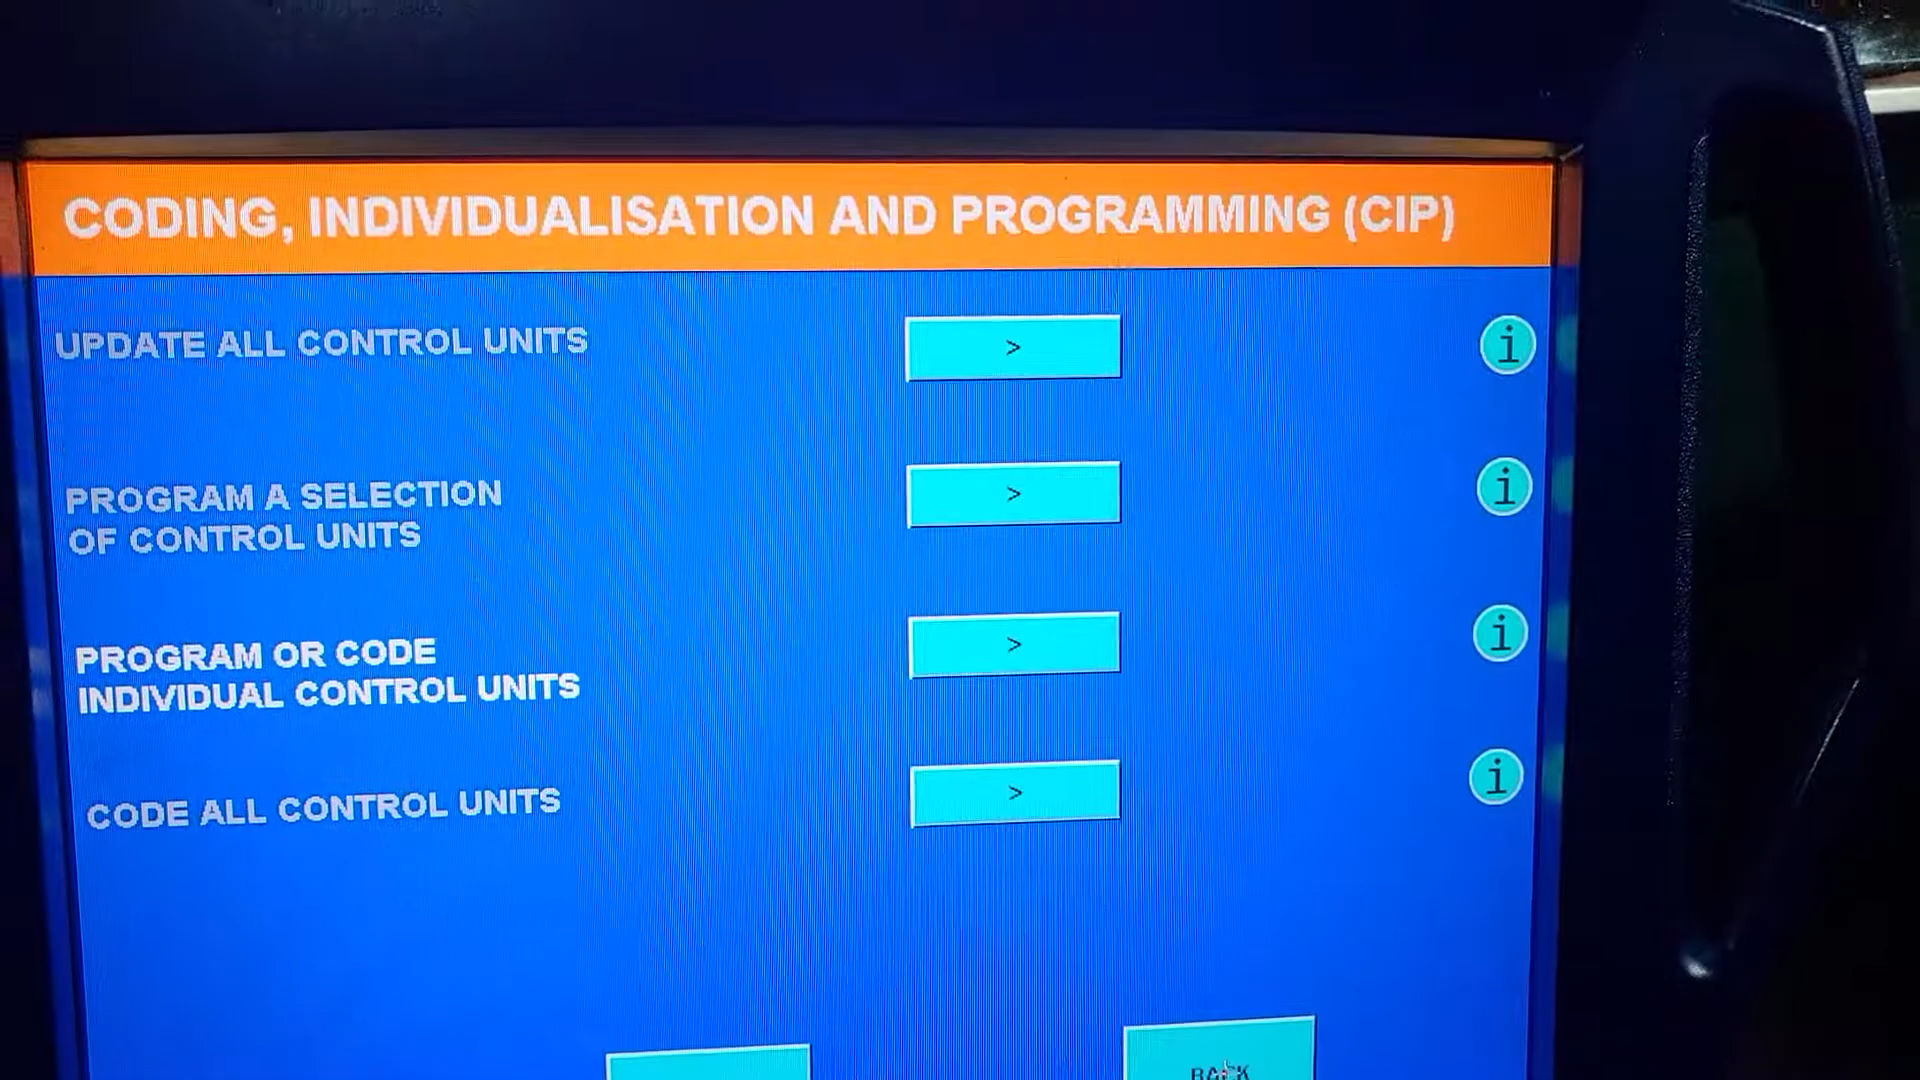 CODING, INDIVIDUALISATION AND PROGRAMMING (CIP)
UPDATE ALL CONTROL UNITS
>
i
PROGRAM A SELECTION
OF CONTROL UNITS
>
i
PROGRAM OR CODE
INDIVIDUAL CONTROL UNITS
>
i
CODE ALL CONTROL UNITS
>
i
BACK